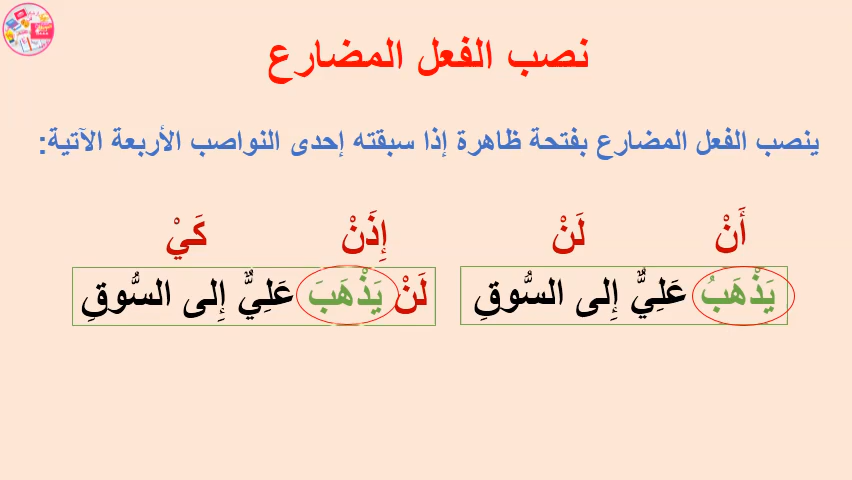 نصب الفعل المضارع
ينصب الفعل المضارع بفتحة ظاهرة إذا سبقته إحدى النواصب الأربعة الآتية:
أَنْ لَنْ إِذَنْ كَيْ
يَذْهَبُ عَلِيٌّ إِلى السُّوقِ
لَنْ يَذْهَبَ عَلِيٌّ إِلى السُّوقِ